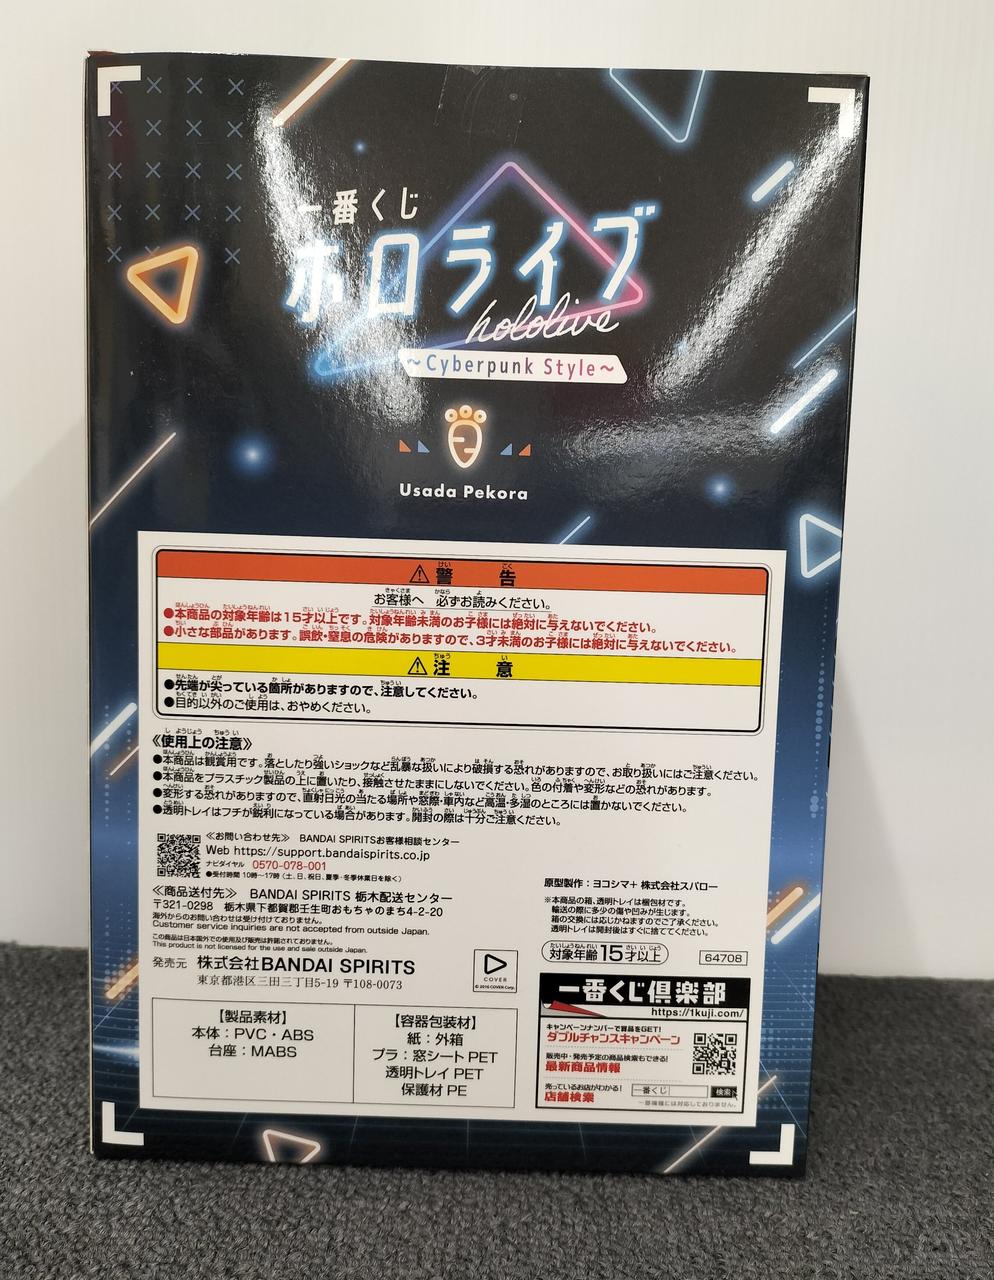 一番くじ
ホロライブ
hololive
～Cyberpunk Style～
Usada Pekora
⚠警告
お客様へ 必ずお読みください。
●本商品の対象年齢は15才以上です。対象年齢未満のお子様には絶対に与えないでください。
●小さな部品があります。誤飲・窒息の危険がありますので、3才未満のお子様には絶対に与えないでください。
⚠注意
●先端が尖っている箇所がありますので、注意してください。
●目的以外のご使用は、おやめください。
《使用上の注意》
●本商品は観賞用です。落としたり強いショックなど乱暴な扱いにより破損する恐れがありますので、お取り扱いにはご注意ください。
●本商品をプラスチック製品の上に置いたり、接触させたままにしないでください。色の付着や変形などの恐れがあります。
●変形する恐れがありますので、直射日光の当たる場所や窓際・車内など高温・多湿のところには置かないでください。
●透明トレイはフチが鋭利になっている場合があります。開封の際は十分ご注意ください。
≪お問い合わせ先≫ BANDAI SPIRITSお客様相談センター
Web https://support.bandaispirits.co.jp
ナビダイヤル 0570-078-001
●受付時間 10時～17時（土、日、祝日、夏季・冬季休業日を除く）
≪商品送付先≫ BANDAI SPIRITS 栃木配送センター
〒321-0298 栃木県下都賀郡壬生町おもちゃのまち4-2-20
海外からのお問い合わせは受け付けておりません。
Customer service inquiries are not accepted from outside Japan.
この商品は日本国外での使用及び販売は許諾されておりません。
This product is not licensed for the use and sale outside Japan.
発売元 株式会社BANDAI SPIRITS
東京都港区三田三丁目5-19 〒108-0073
COVER
© 2016 COVER Corp.
【製品素材】
本体：PVC・ABS
台座：MABS
【容器包装材】
紙：外箱
プラ：窓シートPET
透明トレイPET
保護材PE
原型製作：ヨコシマ+ 株式会社スパロー
※本商品の箱、透明トレイは梱包材です。
輸送の際に多少の傷や凹みが生じます。
箱の交換には応じかねますのでご了承ください。
透明トレイは開封後はすぐに捨ててください。
対象年齢15才以上
64708
一番くじ倶楽部
https://1kuji.com/
キャンペーンナンバーで賞品をGET!
ダブルチャンスキャンペーン
販売中・発売予定の商品検索もできる!
最新商品情報
売っているお店がわかる!
店舗検索
一番くじ 検索
～一部機種には対応しておりません。